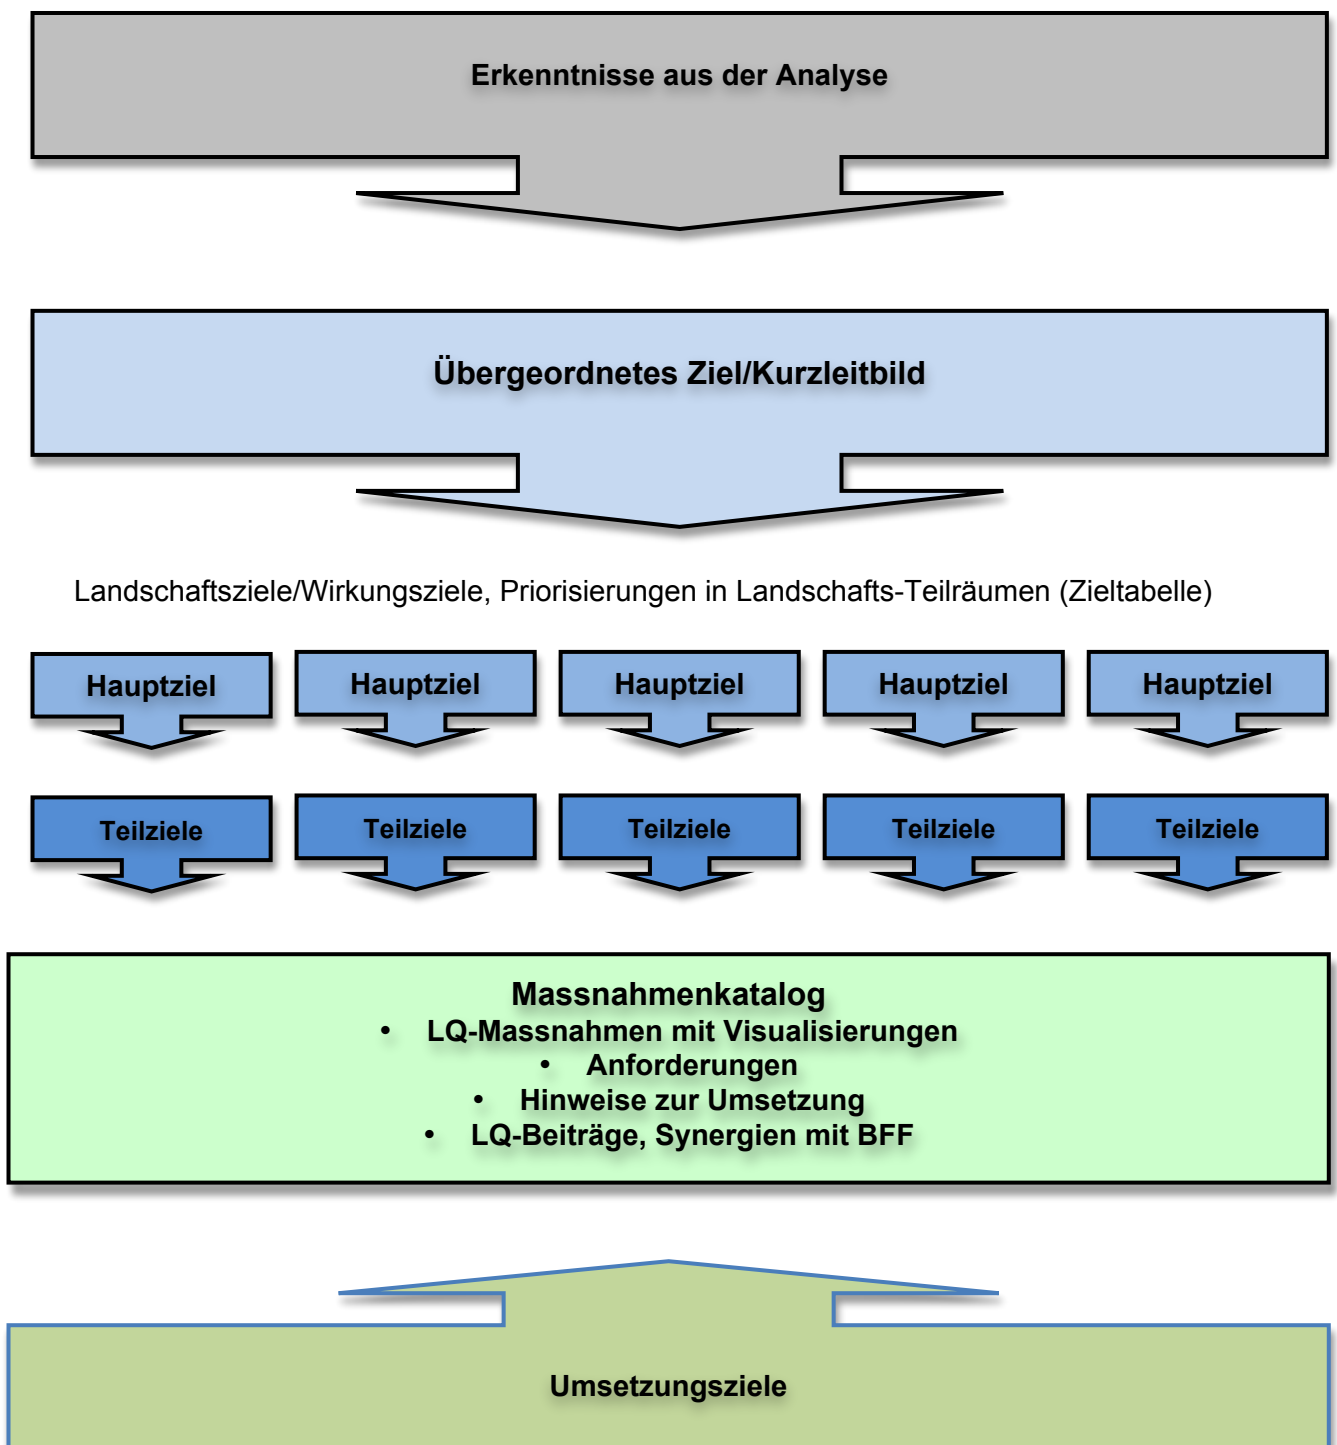 Erkenntnisse aus der Analyse
Übergeordnetes Ziel/Kurzleitbild
Landschaftsziele/Wirkungsziele, Priorisierungen in Landschafts-Teilräumen (Zieltabelle)
Hauptziel Hauptziel Hauptziel Hauptziel Hauptziel
Teilziele Teilziele Teilziele Teilziele Teilziele
Massnahmenkatalog
• LQ-Massnahmen mit Visualisierungen
• Anforderungen
• Hinweise zur Umsetzung
• LQ-Beiträge, Synergien mit BFF
Umsetzungsziele